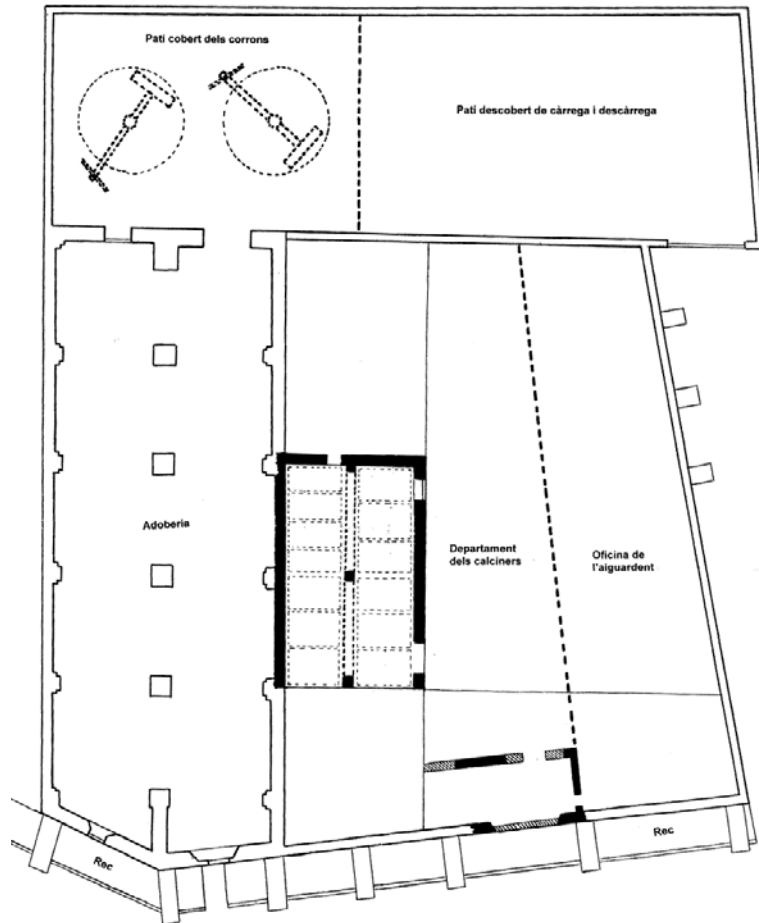 Pati cobert dels corrons
Pati descobert de càrrega i descàrrega
Adoberia
Departament
dels calciners
Oficina de
l'aiguardent
Rec
Rec